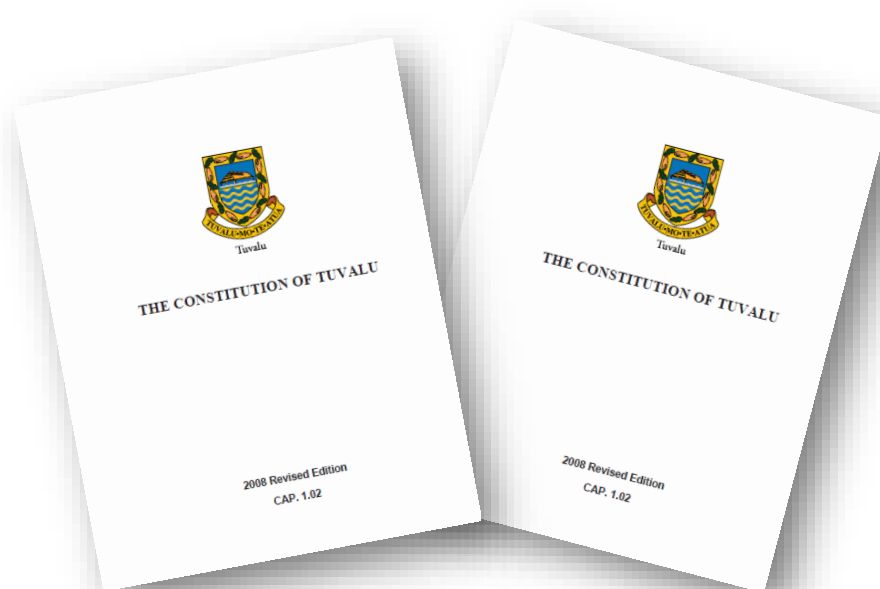 TUVALU•MO•TE•ATUA
Tuvalu
THE CONSTITUTION OF TUVALU
2008 Revised Edition
CAP. 1.02
TUVALU•MO•TE•ATUA
Tuvalu
THE CONSTITUTION OF TUVALU
2008 Revised Edition
CAP. 1.02